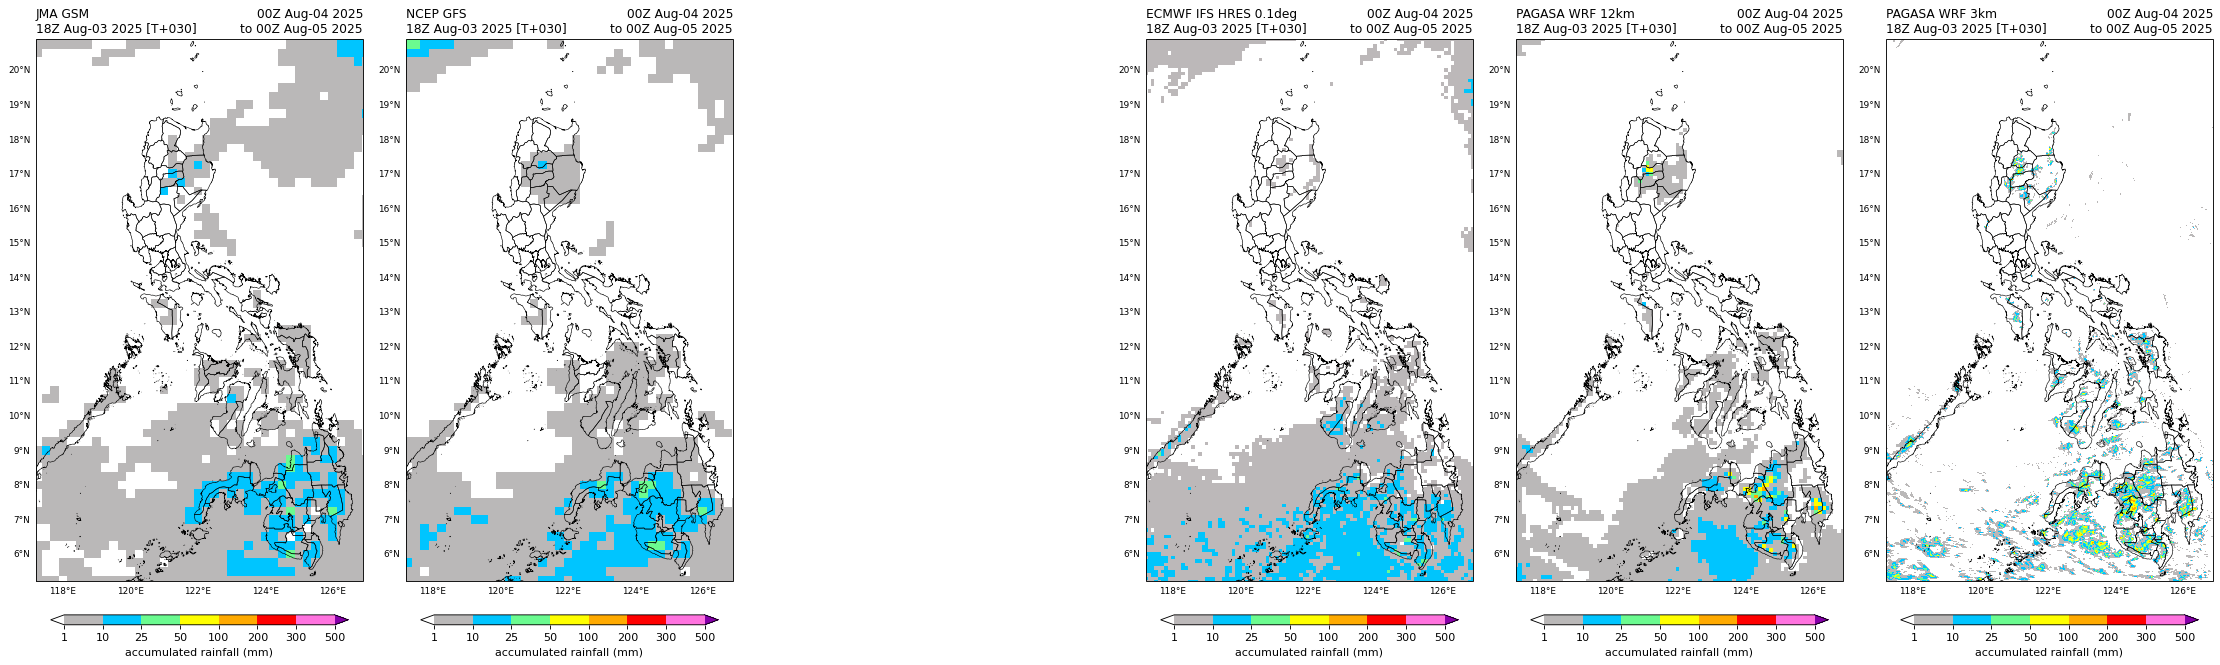 JMA GSM 00Z Aug-04 2025
18Z Aug-03 2025 [T+030] to 00Z Aug-05 2025
20°N
19°N
18°N
17°N
16°N
15°N
14°N
13°N
12°N
11°N
10°N
9°N
8°N
7°N
6°N
118°E 120°E 122°E 124°E 126°E
1 10 25 50 100 200 300 500
accumulated rainfall (mm)
NCEP GFS 00Z Aug-04 2025
18Z Aug-03 2025 [T+030] to 00Z Aug-05 2025
20°N
19°N
18°N
17°N
16°N
15°N
14°N
13°N
12°N
11°N
10°N
9°N
8°N
7°N
6°N
118°E 120°E 122°E 124°E 126°E
1 10 25 50 100 200 300 500
accumulated rainfall (mm)
ECMWF IFS HRES 0.1deg 00Z Aug-04 2025
18Z Aug-03 2025 [T+030] to 00Z Aug-05 2025
20°N
19°N
18°N
17°N
16°N
15°N
14°N
13°N
12°N
11°N
10°N
9°N
8°N
7°N
6°N
118°E 120°E 122°E 124°E 126°E
1 10 25 50 100 200 300 500
accumulated rainfall (mm)
PAGASA WRF 12km 00Z Aug-04 2025
18Z Aug-03 2025 [T+030] to 00Z Aug-05 2025
20°N
19°N
18°N
17°N
16°N
15°N
14°N
13°N
12°N
11°N
10°N
9°N
8°N
7°N
6°N
118°E 120°E 122°E 124°E 126°E
1 10 25 50 100 200 300 500
accumulated rainfall (mm)
PAGASA WRF 3km 00Z Aug-04 2025
18Z Aug-03 2025 [T+030] to 00Z Aug-05 2025
20°N
19°N
18°N
17°N
16°N
15°N
14°N
13°N
12°N
11°N
10°N
9°N
8°N
7°N
6°N
118°E 120°E 122°E 124°E 126°E
1 10 25 50 100 200 300 500
accumulated rainfall (mm)